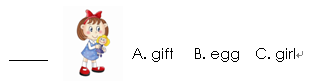 _____ A. gift B. egg C. girl↵